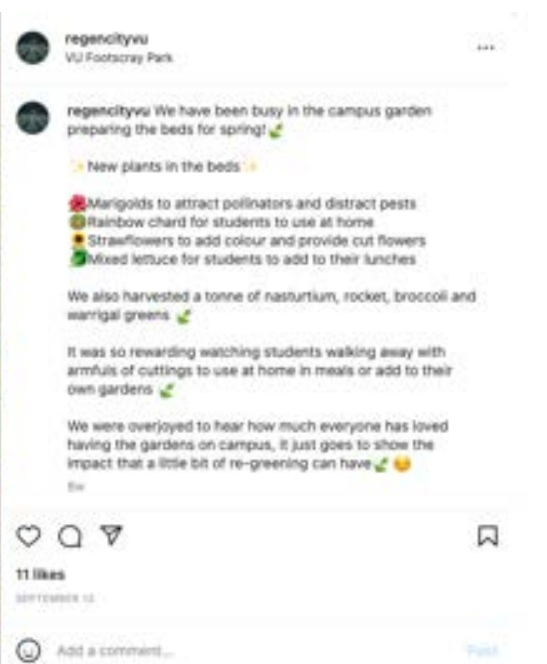 regencityvu
VU Footscray Park
regencityvu We have been busy in the campus garden
preparing the beds for spring!🌿
✨New plants in the beds✨
🌺Marigolds to attract pollinators and distract pests
🥬Rainbow chard for students to use at home
🌻Strawflowers to add colour and provide cut flowers
🥬Mixed lettuce for students to add to their lunches
We also harvested a tonne of nasturtium, rocket, broccoli and
warrigal greens 🌿
It was so rewarding watching students walking away with
armfuls of cuttings to use at home in meals or add to their
own gardens 🌿
We were overjoyed to hear how much everyone has loved
having the gardens on campus, it just goes to show the
impact that a little bit of re-greening can have🌿 😊
11 likes
SEPTEMBER
Add a comment...
Post